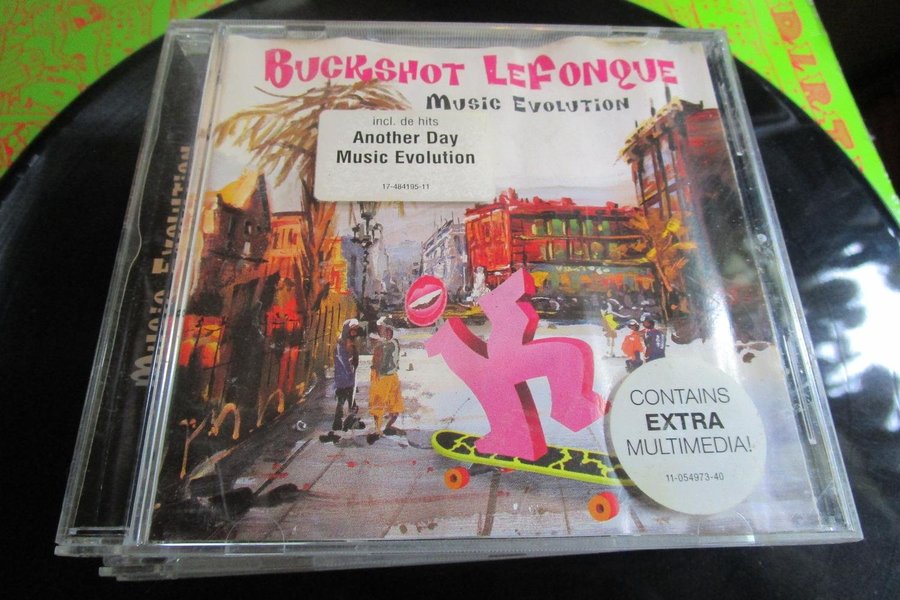 BUCKSHOT LEFONQUE
MUSIC EVOLUTION
incl. de hits
Another Day
Music Evolution
17-484195-11
Music Evolution
CONTAINS
EXTRA
MULTIMEDIA!
11-054973-40